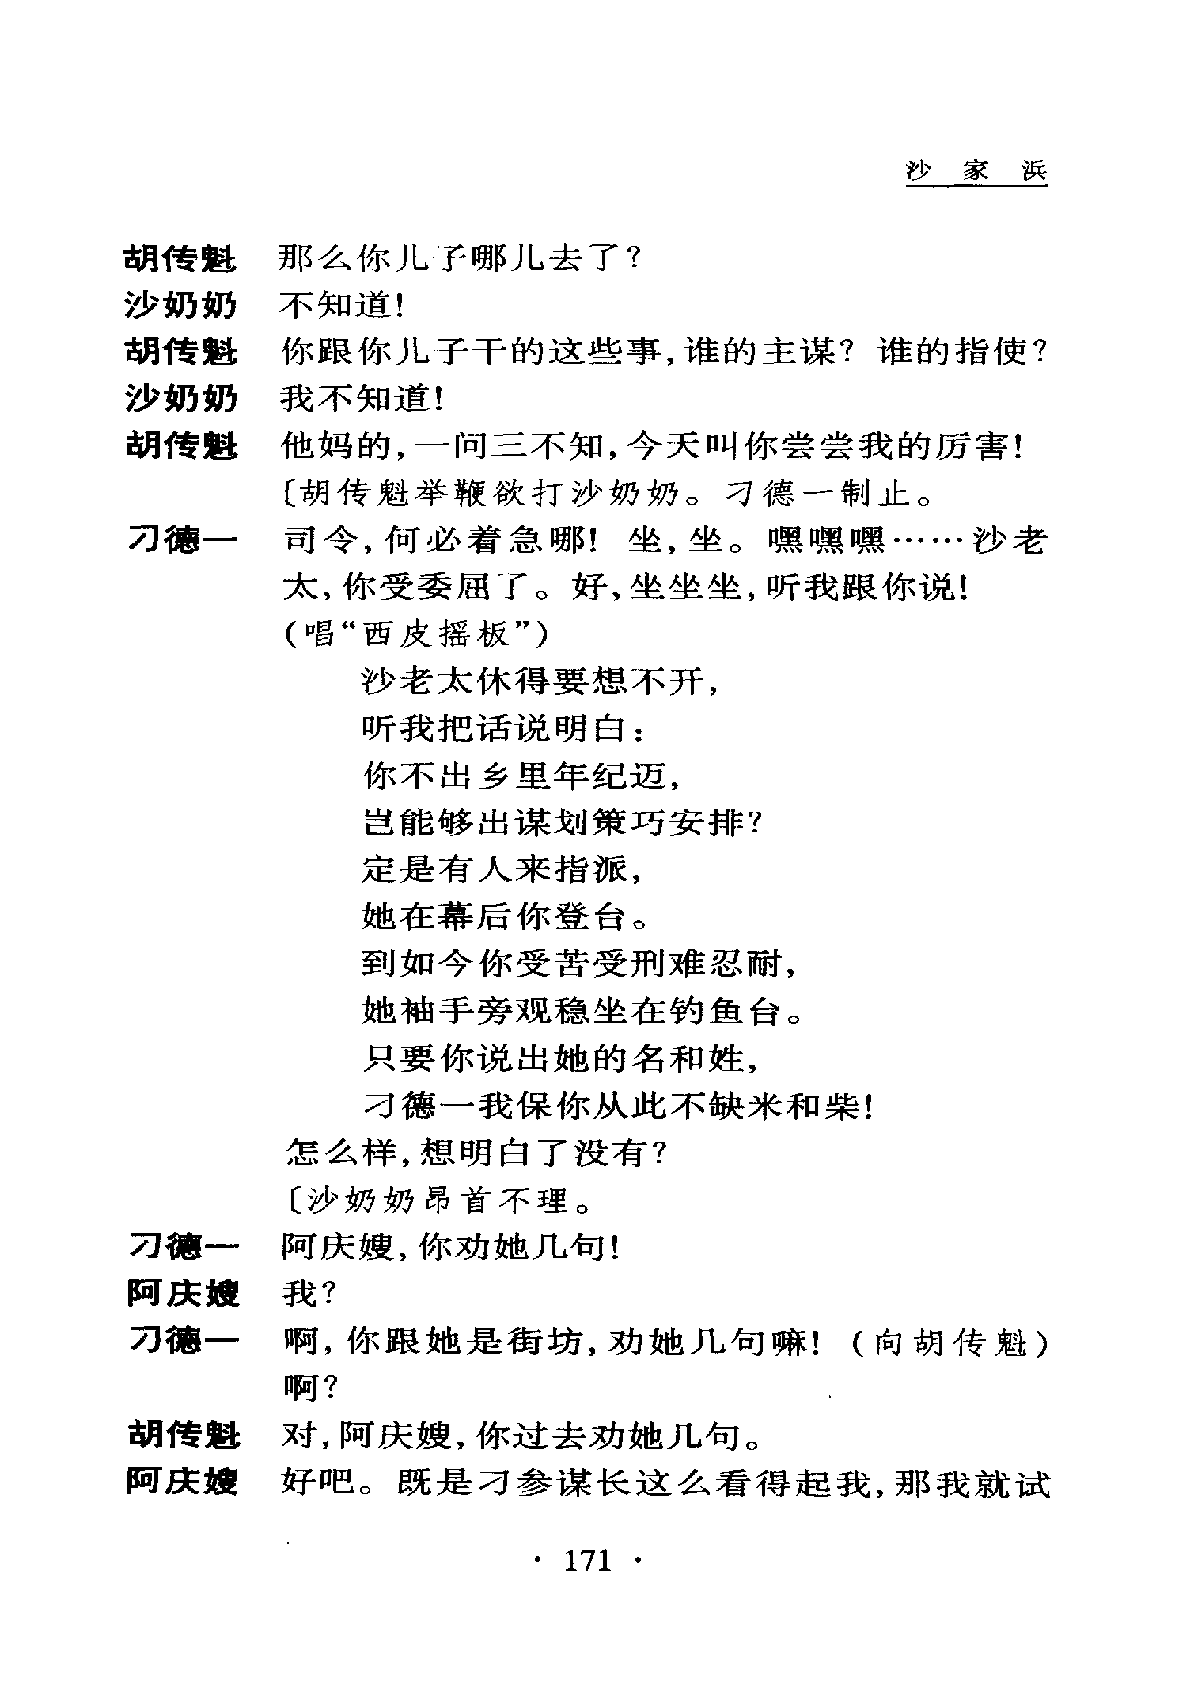 沙家浜
胡传魁 那么你儿子哪儿去了?
沙奶奶 不知道!
胡传魁 你跟你儿子干的这些事,谁的主谋? 谁的指使?
沙奶奶 我不知道!
胡传魁 他妈的,一问三不知,今天叫你尝尝我的厉害!
〔胡传魁举鞭欲打沙奶奶。刁德一制止。
刁德一 司令,何必着急哪! 坐,坐。嘿嘿嘿……沙老
太,你受委屈了。好、坐坐坐,听我跟你说!
(唱“西皮摇板”)
沙老太休得要想不开,
听我把话说明白:
你不出乡里年纪迈,
岂能够出谋划策巧安排?
定是有人来指派,
她在幕后你登台。
到如今你受苦受刑难忍耐,
她袖手旁观稳坐在钓鱼台。
只要你说出她的名和姓,
刁德一我保你从此不缺米和柴!
怎么样,想明白了没有?
〔沙奶奶昂首不理。
刁德一 阿庆嫂,你劝她几句!
阿庆嫂 我?
刁德一 啊,你跟她是街坊,劝她几句嘛! (向胡传魁)
啊?
胡传魁 对,阿庆嫂,你过去劝她几句。
阿庆嫂 好吧。既是刁参谋长这么看得起我,那我就试
· 171 ·